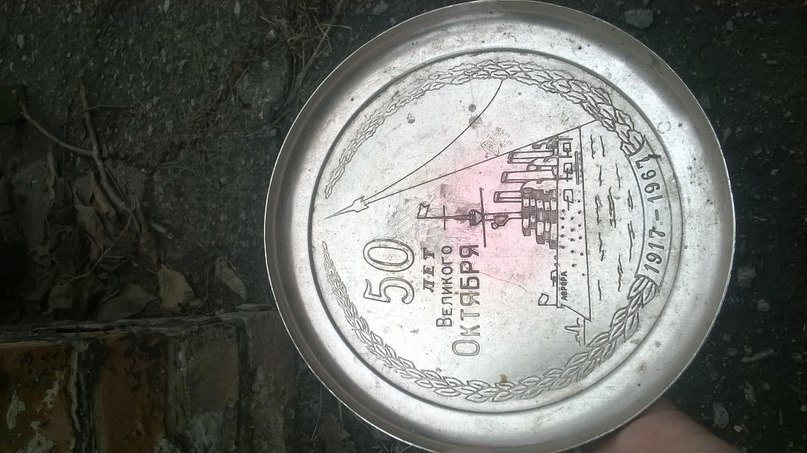 50
ЛЕТ
ВЕЛИКОГО
ОКТЯБРЯ
АВРОРА
1917-1967